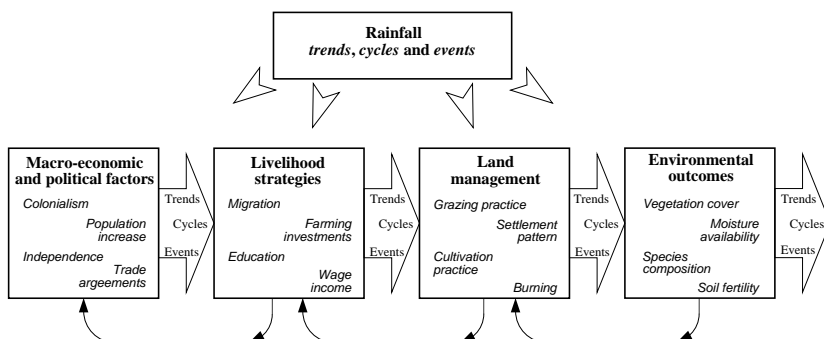 Rainfall
trends, cycles and events
Macro-economic
and political factors
Colonialism
Population
increase
Independence
Trade
argeements
Trends
Cycles
Events
Livelihood
strategies
Migration
Farming
investments
Education
Wage
income
Trends
Cycles
Events
Land
management
Grazing practice
Settlement
pattern
Cultivation
practice
Burning
Trends
Cycles
Events
Environmental
outcomes
Vegetation cover
Moisture
availability
Species
composition
Soil fertility
Trends
Cycles
Events